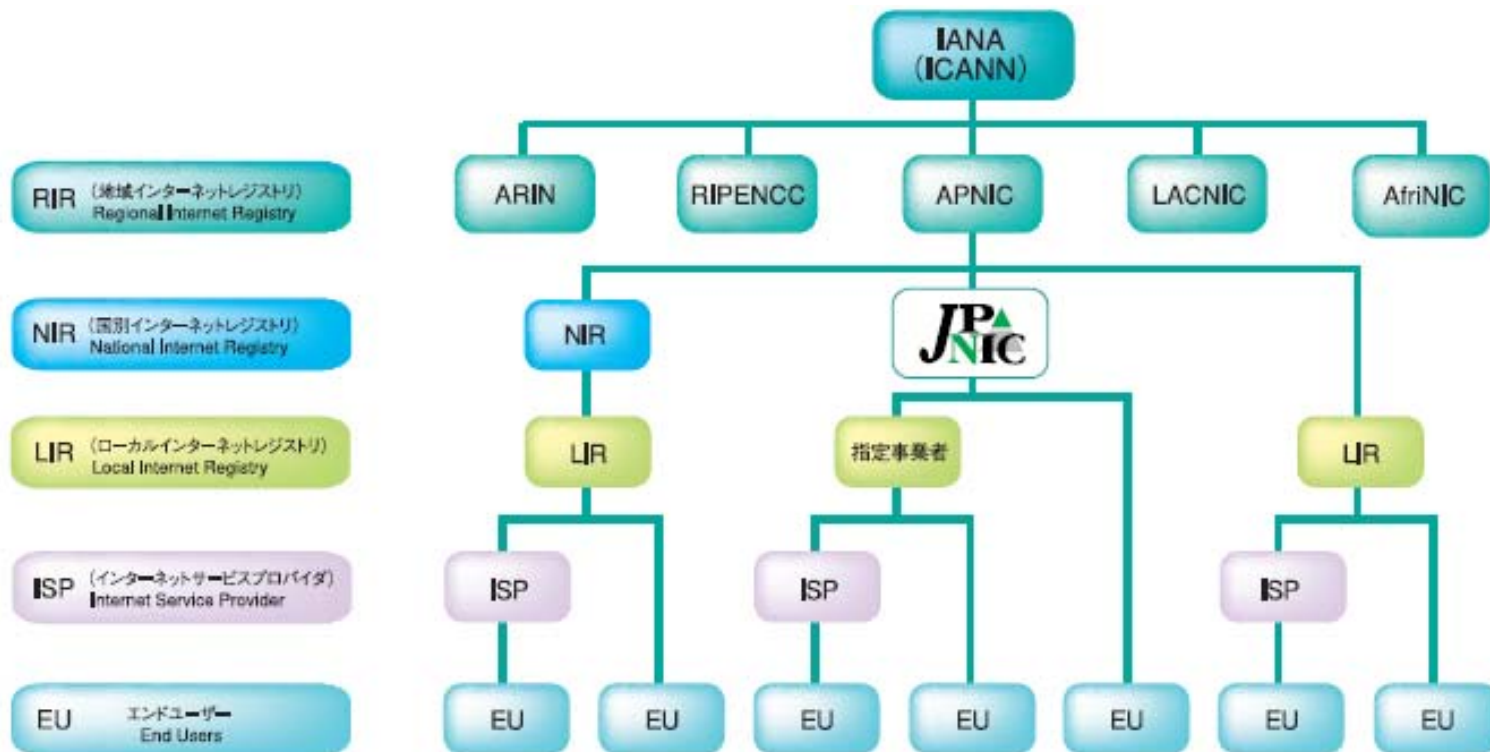 IANA
(ICANN)
RIR (地域インターネットレジストリ)
Regional Internet Registry
ARIN
RIPENCC
APNIC
LACNIC
AfriNIC
NIR (国別インターネットレジストリ)
National Internet Registry
NIR
JPNIC
LIR (ローカルインターネットレジストリ)
Local Internet Registry
LIR
指定事業者
LIR
ISP (インターネットサービスプロバイダ)
Internet Service Provider
ISP
ISP
ISP
EU エンドユーザー
End Users
EU
EU
EU
EU
EU
EU
EU